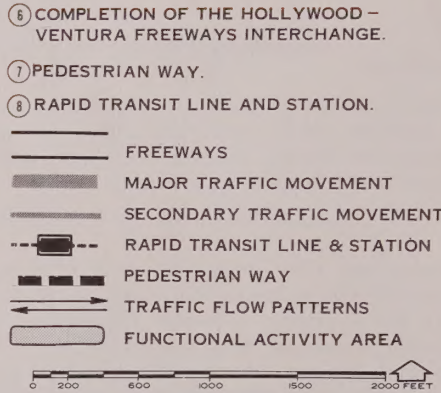 ⑥ COMPLETION OF THE HOLLYWOOD –
VENTURA FREEWAYS INTERCHANGE.
⑦ PEDESTRIAN WAY.
⑧ RAPID TRANSIT LINE AND STATION.
FREEWAYS
MAJOR TRAFFIC MOVEMENT
SECONDARY TRAFFIC MOVEMENT
RAPID TRANSIT LINE & STATION
PEDESTRIAN WAY
TRAFFIC FLOW PATTERNS
FUNCTIONAL ACTIVITY AREA
0 200 600 1000 1500 2000 FEET